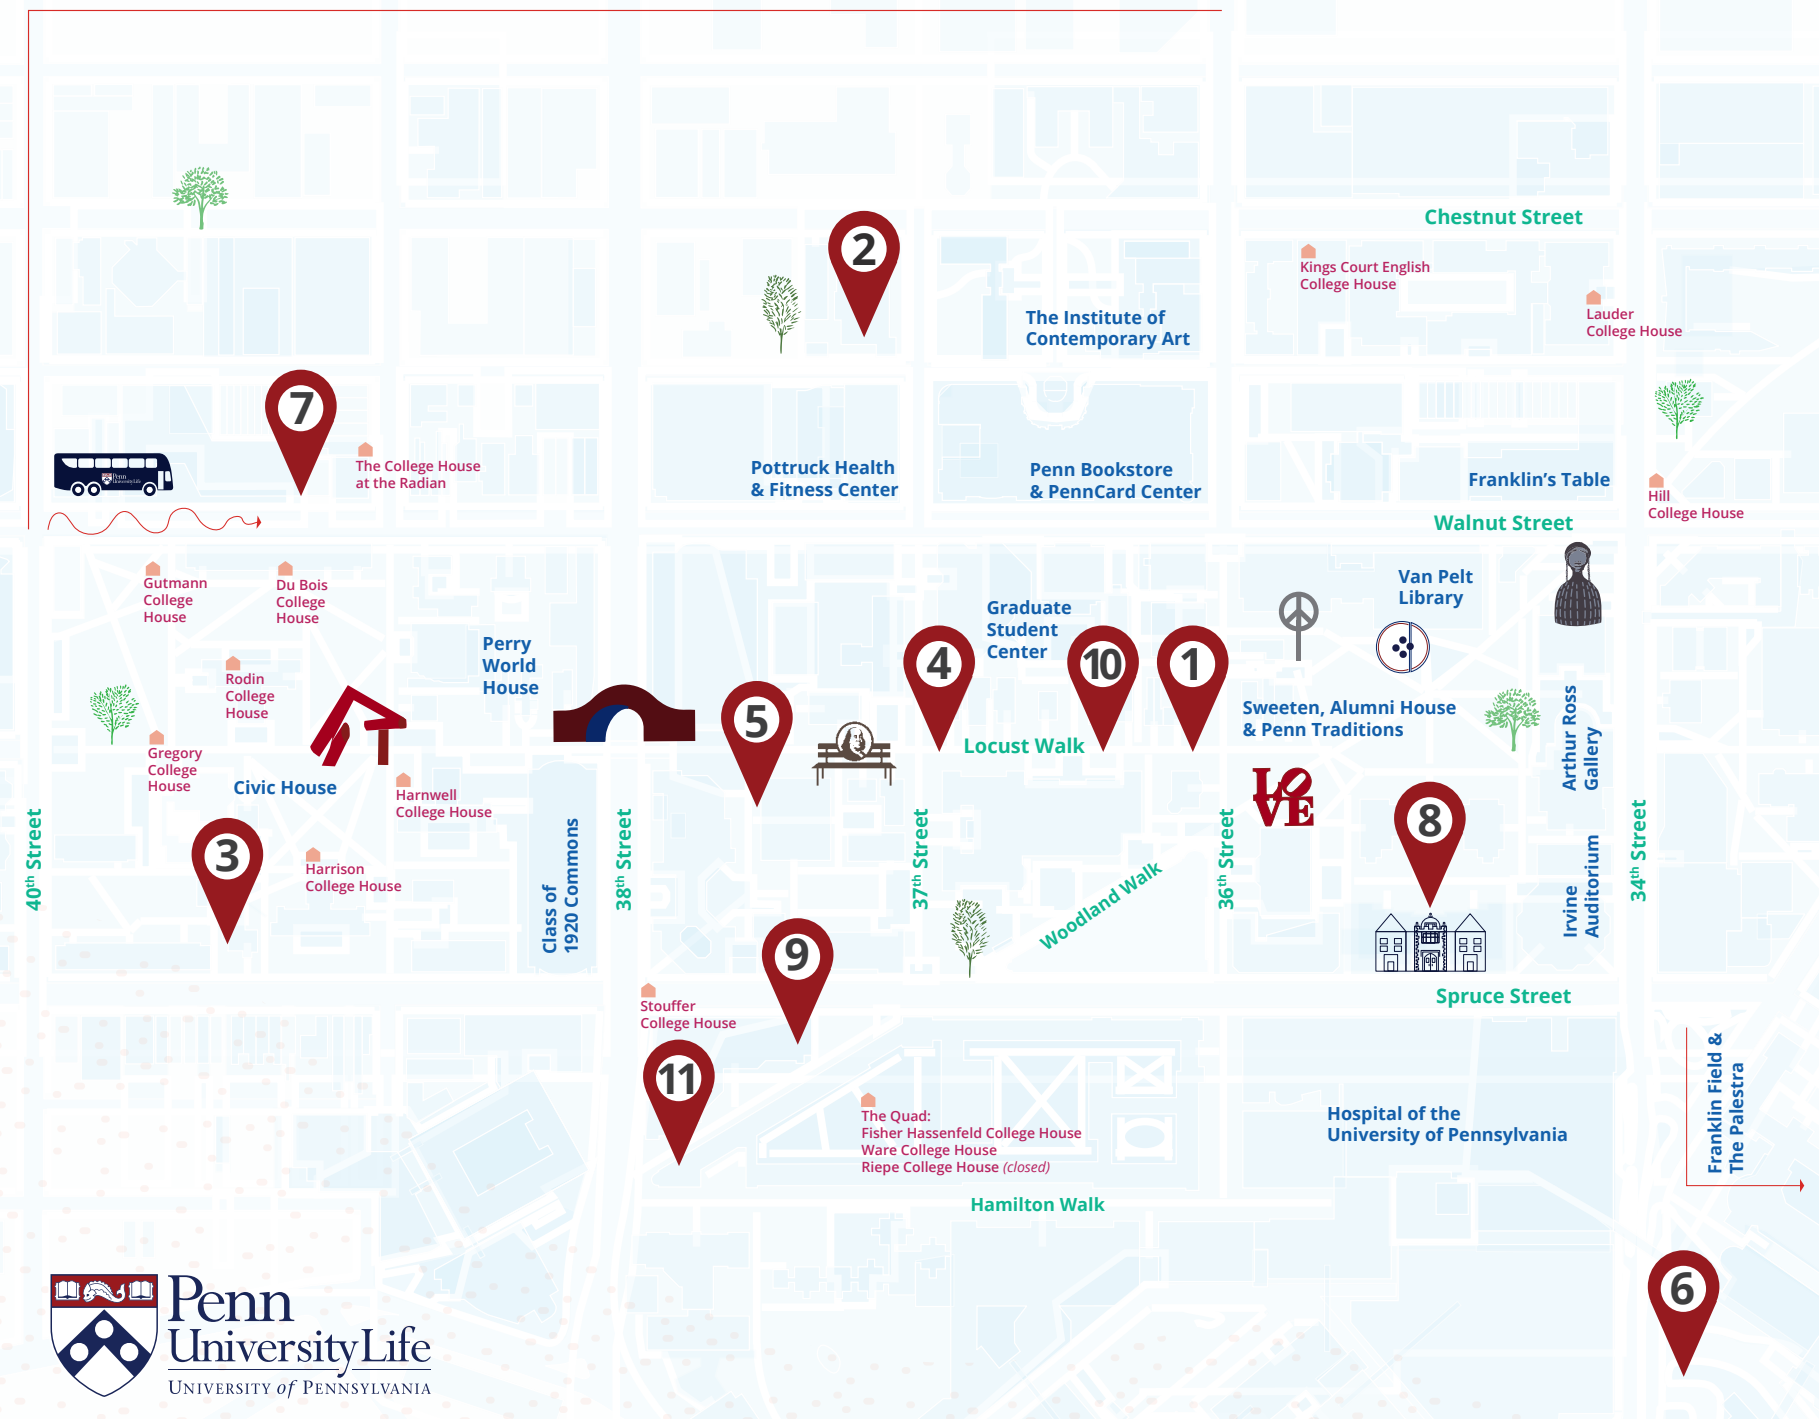 Chestnut Street
2
Kings Court English
College House
Lauder
College House
The Institute of
Contemporary Art
7
The College House
at the Radian
Penn
UniversityLife
Pottruck Health
& Fitness Center
Penn Bookstore
& PennCard Center
Franklin’s Table
Hill
College House
Walnut Street
Gutmann
College
House
Du Bois
College
House
Perry
World
House
Graduate
Student
Center
Van Pelt
Library
Rodin
College
House
4
10
1
5
Gregory
College
House
Civic House
Harnwell
College House
Locust Walk
Sweeten, Alumni House
& Penn Traditions
Arthur Ross
Gallery
LOVE
8
3
Harrison
College House
40th Street
Class of
1920 Commons
38th Street
37th Street
Woodland Walk
36th Street
Irvine
Auditorium
34th Street
9
Stouffer
College House
Spruce Street
11
The Quad:
Fisher Hassenfeld College House
Ware College House
Riepe College House (closed)
Hospital of the
University of Pennsylvania
Franklin Field &
The Palestra
Hamilton Walk
6
Penn
UniversityLife
UNIVERSITY of PENNSYLVANIA